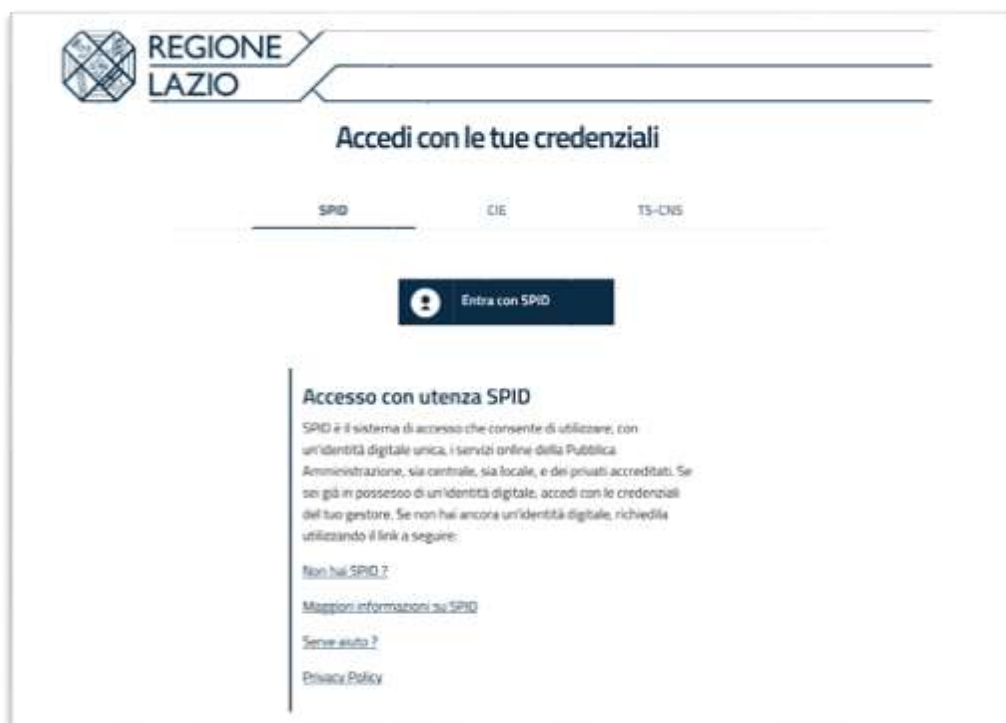 REGIONE
LAZIO
Accedi con le tue credenziali
SPID CIE TS-CNS
Entra con SPID
Accesso con utenza SPID
SPID è il sistema di accesso che consente di utilizzare, con
un'identità digitale unica, i servizi online della Pubblica
Amministrazione, sia centrale, sia locale, e dei privati accreditati. Se
sei già in possesso di un'identità digitale, accedi con le credenziali
del tuo gestore. Se non hai ancora un'identità digitale, richiedila
utilizzando il link a seguire:
Non hai SPID ?
Maggiori informazioni su SPID
Serve aiuto ?
Privacy Policy